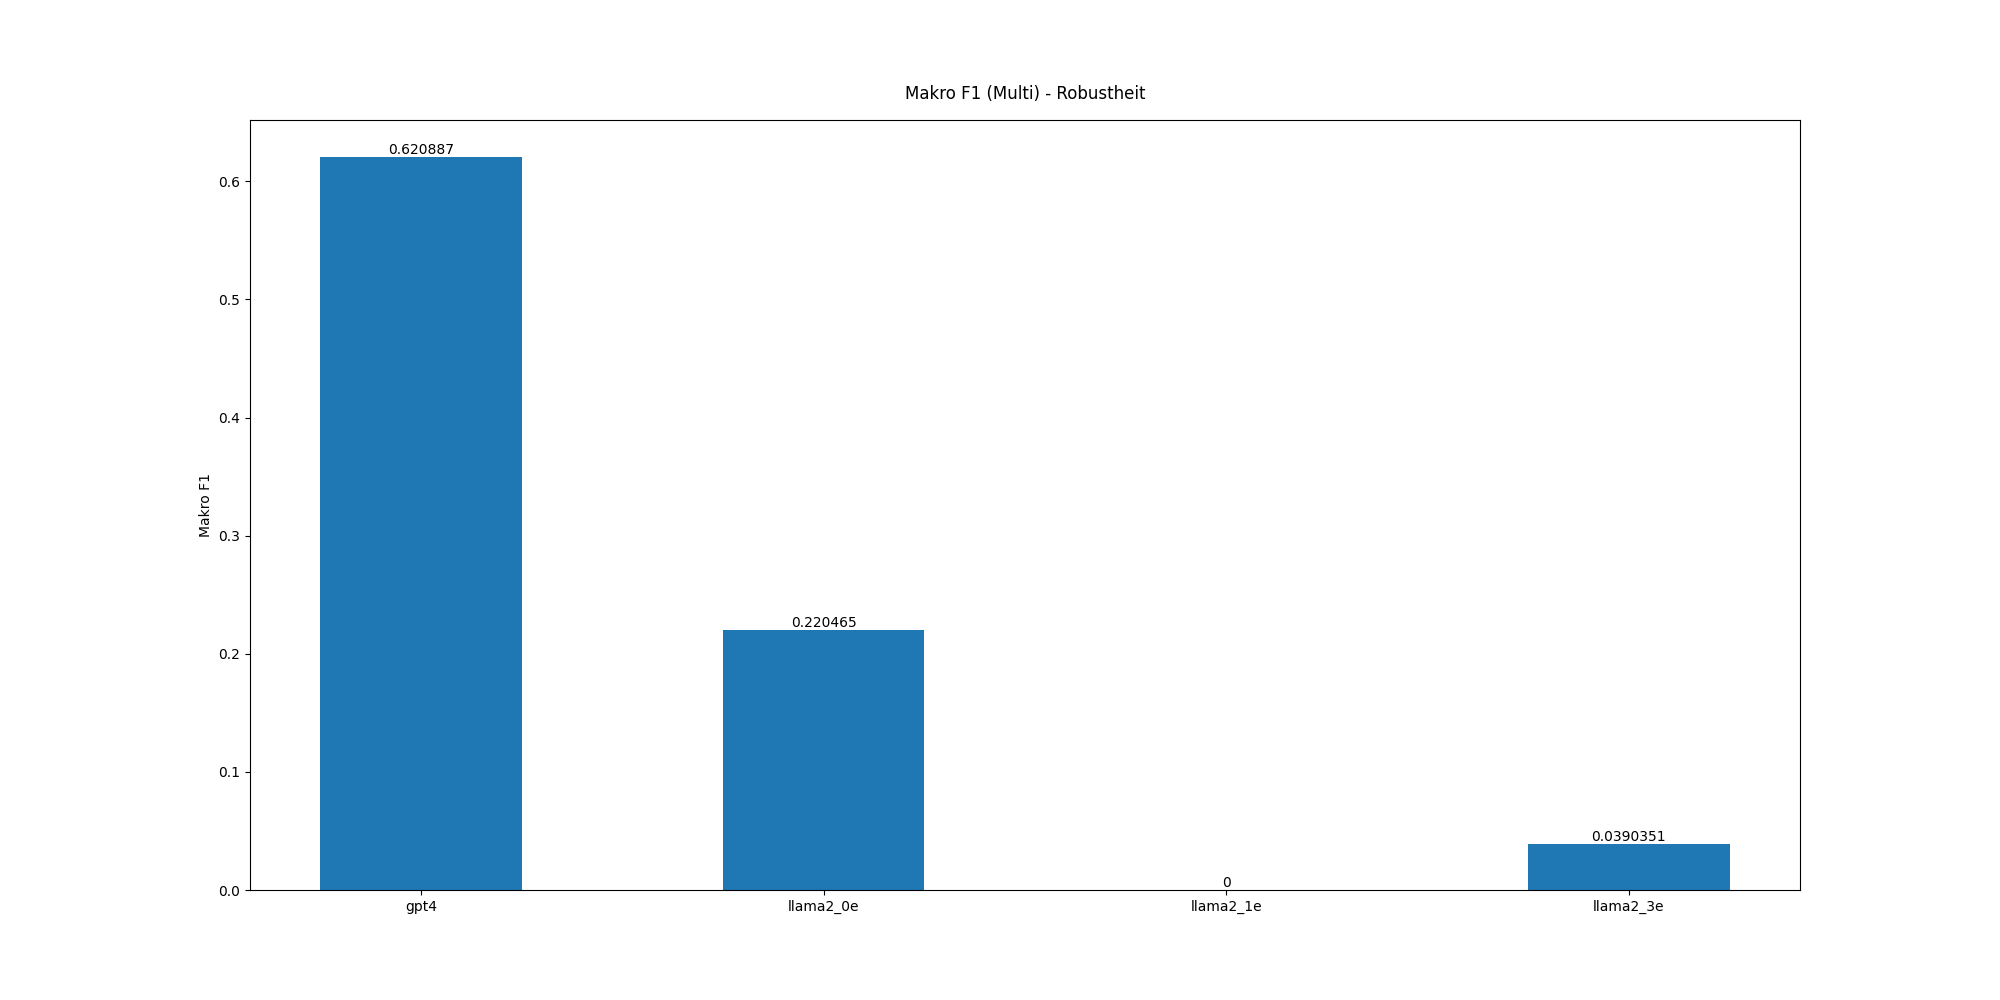 Makro F1 (Multi) - Robustheit
0.620887
0.6
0.5
0.4
Makro F1
0.3
0.220465
0.2
0.1
0.0390351
0
0.0
gpt4
llama2_0e
llama2_1e
llama2_3e